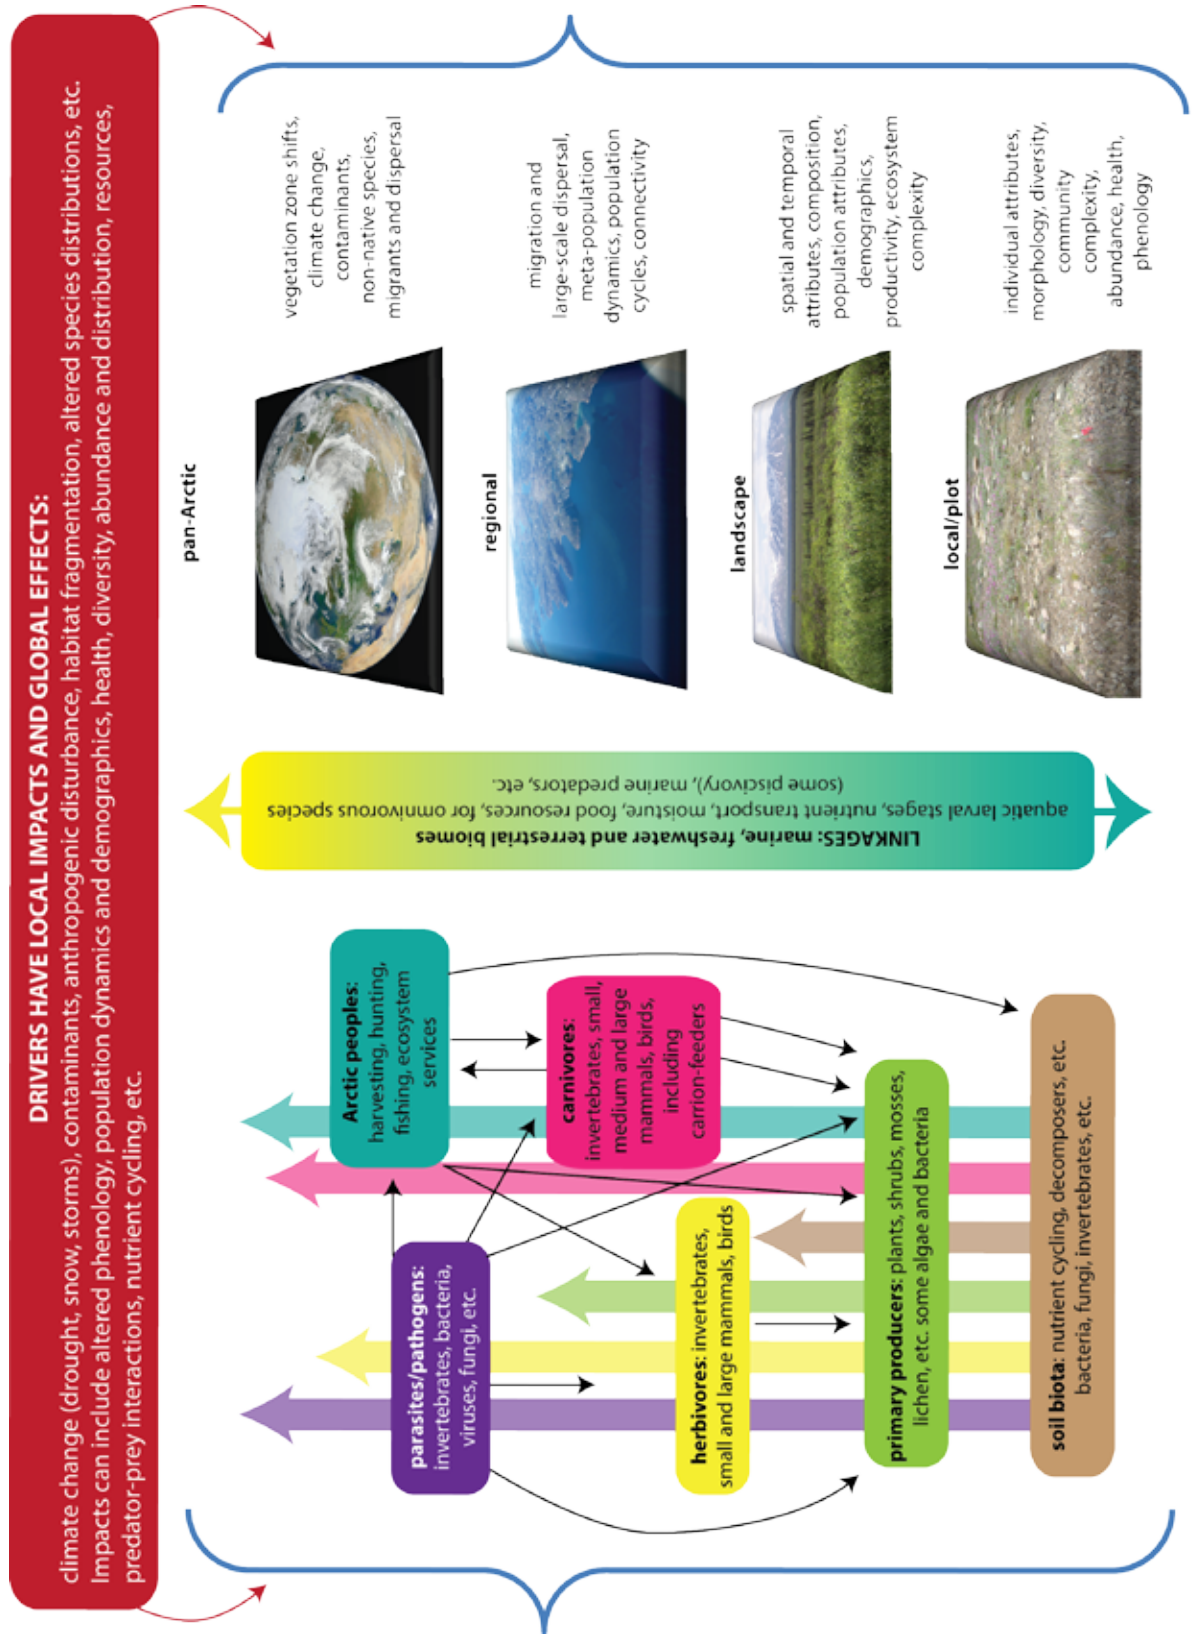 DRIVERS HAVE LOCAL IMPACTS AND GLOBAL EFFECTS:
climate change (drought, snow, storms), contaminants, anthropogenic disturbance, habitat fragmentation, altered species distributions, etc.
Impacts can include altered phenology, population dynamics and demographics, health, diversity, abundance and distribution, resources,
predator-prey interactions, nutrient cycling, etc.
parasites/pathogens:
invertebrates, bacteria,
viruses, fungi, etc.
Arctic peoples:
harvesting, hunting,
fishing, ecosystem
services
carnivores:
invertebrates, small,
medium and large
mammals, birds,
including
carrion-feeders
herbivores: invertebrates,
small and large mammals, birds
primary producers: plants, shrubs, mosses,
lichen, etc. some algae and bacteria
soil biota: nutrient cycling, decomposers, etc.
bacteria, fungi, invertebrates, etc.
LINKAGES: marine, freshwater and terrestrial biomes
aquatic larval stages, nutrient transport, moisture, food resources, for omnivorous species
(some piscivory), marine predators, etc.
pan-Arctic
vegetation zone shifts,
climate change,
contaminants,
non-native species,
migrants and dispersal
regional
migration and
large-scale dispersal,
meta-population
dynamics, population
cycles, connectivity
landscape
spatial and temporal
attributes, composition,
population attributes,
demographics,
productivity, ecosystem
complexity
local/plot
individual attributes,
morphology, diversity,
community
complexity,
abundance, health,
phenology